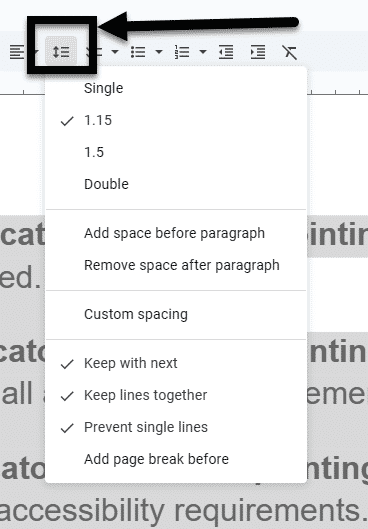 Single
1.15
1.5
Double
Add space before paragraph
Remove space after paragraph
Custom spacing
Keep with next
Keep lines together
Prevent single lines
Add page break before
all
accessibility requirements.